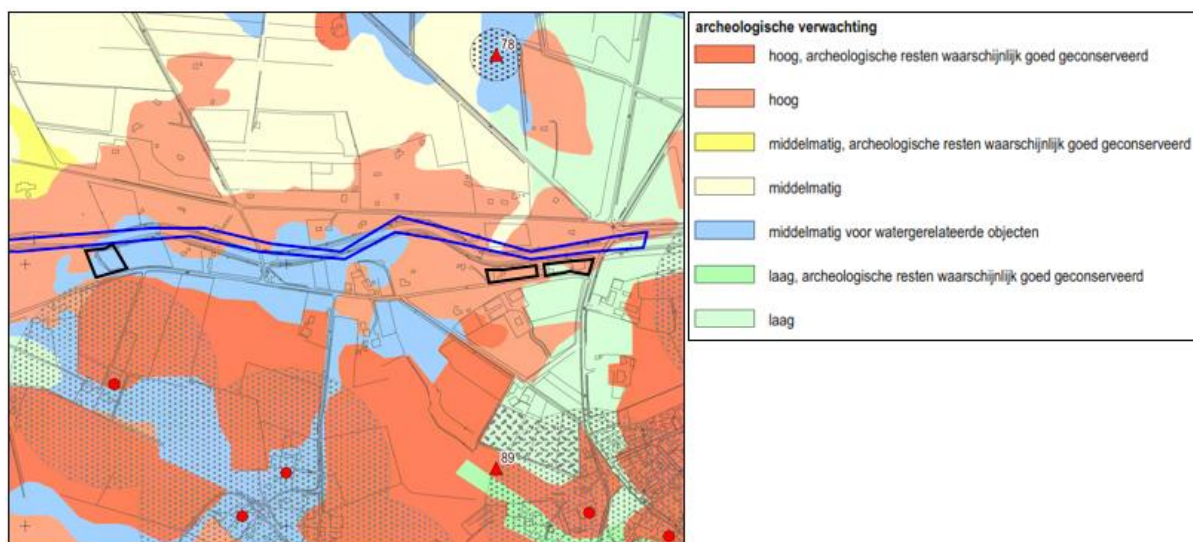 78
89
archeologische verwachting
hoog, archeologische resten waarschijnlijk goed geconserveerd
hoog
middelmatig, archeologische resten waarschijnlijk goed geconserveerd
middelmatig
middelmatig voor watergerelateerde objecten
laag, archeologische resten waarschijnlijk goed geconserveerd
laag